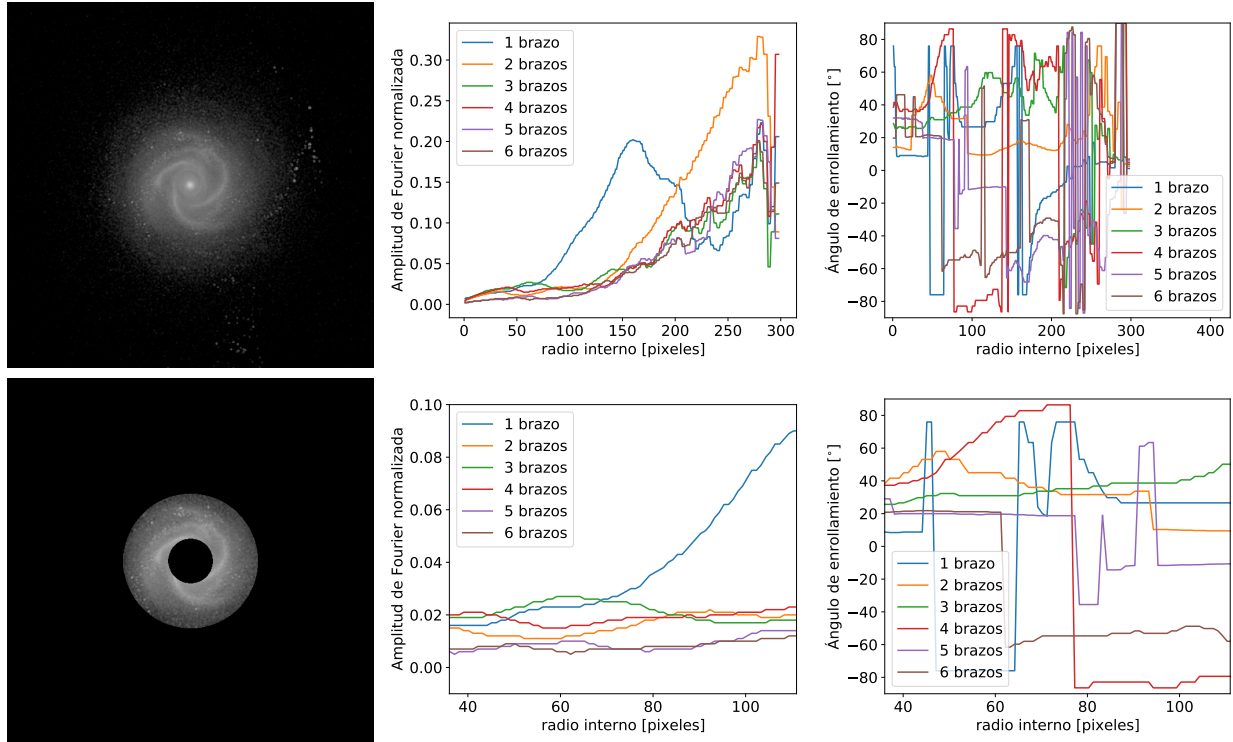 Amplitud de Fourier normalizada
0.30
0.25
0.20
0.15
0.10
0.05
0.00
1 brazo
2 brazos
3 brazos
4 brazos
5 brazos
6 brazos
0 50 100 150 200 250 300
radio interno [pixeles]
Ángulo de enrollamiento [°]
80
60
40
20
0
−20
−40
−60
−80
1 brazo
2 brazos
3 brazos
4 brazos
5 brazos
6 brazos
0 100 200 300 400
radio interno [pixeles]
Amplitud de Fourier normalizada
0.10
0.08
0.06
0.04
0.02
0.00
1 brazo
2 brazos
3 brazos
4 brazos
5 brazos
6 brazos
40 60 80 100
radio interno [pixeles]
Ángulo de enrollamiento [°]
80
60
40
20
0
−20
−40
−60
−80
1 brazo
2 brazos
3 brazos
4 brazos
5 brazos
6 brazos
40 60 80 100
radio interno [pixeles]